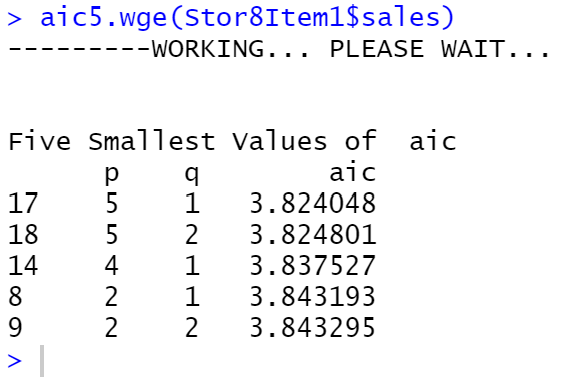 > aic5.wge(Stor8Item1$sales)
---------WORKING... PLEASE WAIT...
Five Smallest Values of  aic
      p    q        aic
17    5    1   3.824048
18    5    2   3.824801
14    4    1   3.837527
8     2    1   3.843193
9     2    2   3.843295
>